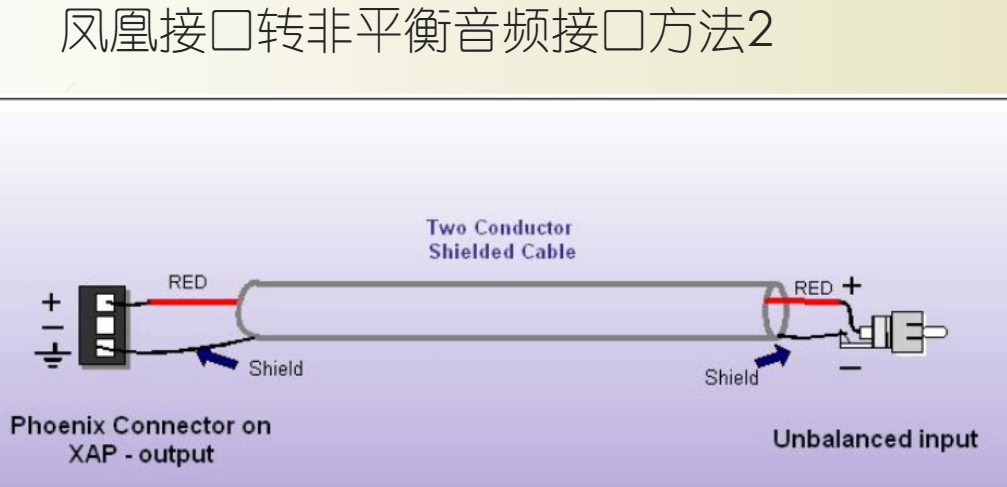 凤凰接口转非平衡音频接口方法2
Two Conductor
Shielded Cable
RED
RED +
+
−
Shield
Shield
−
Phoenix Connector on
XAP - output
Unbalanced input